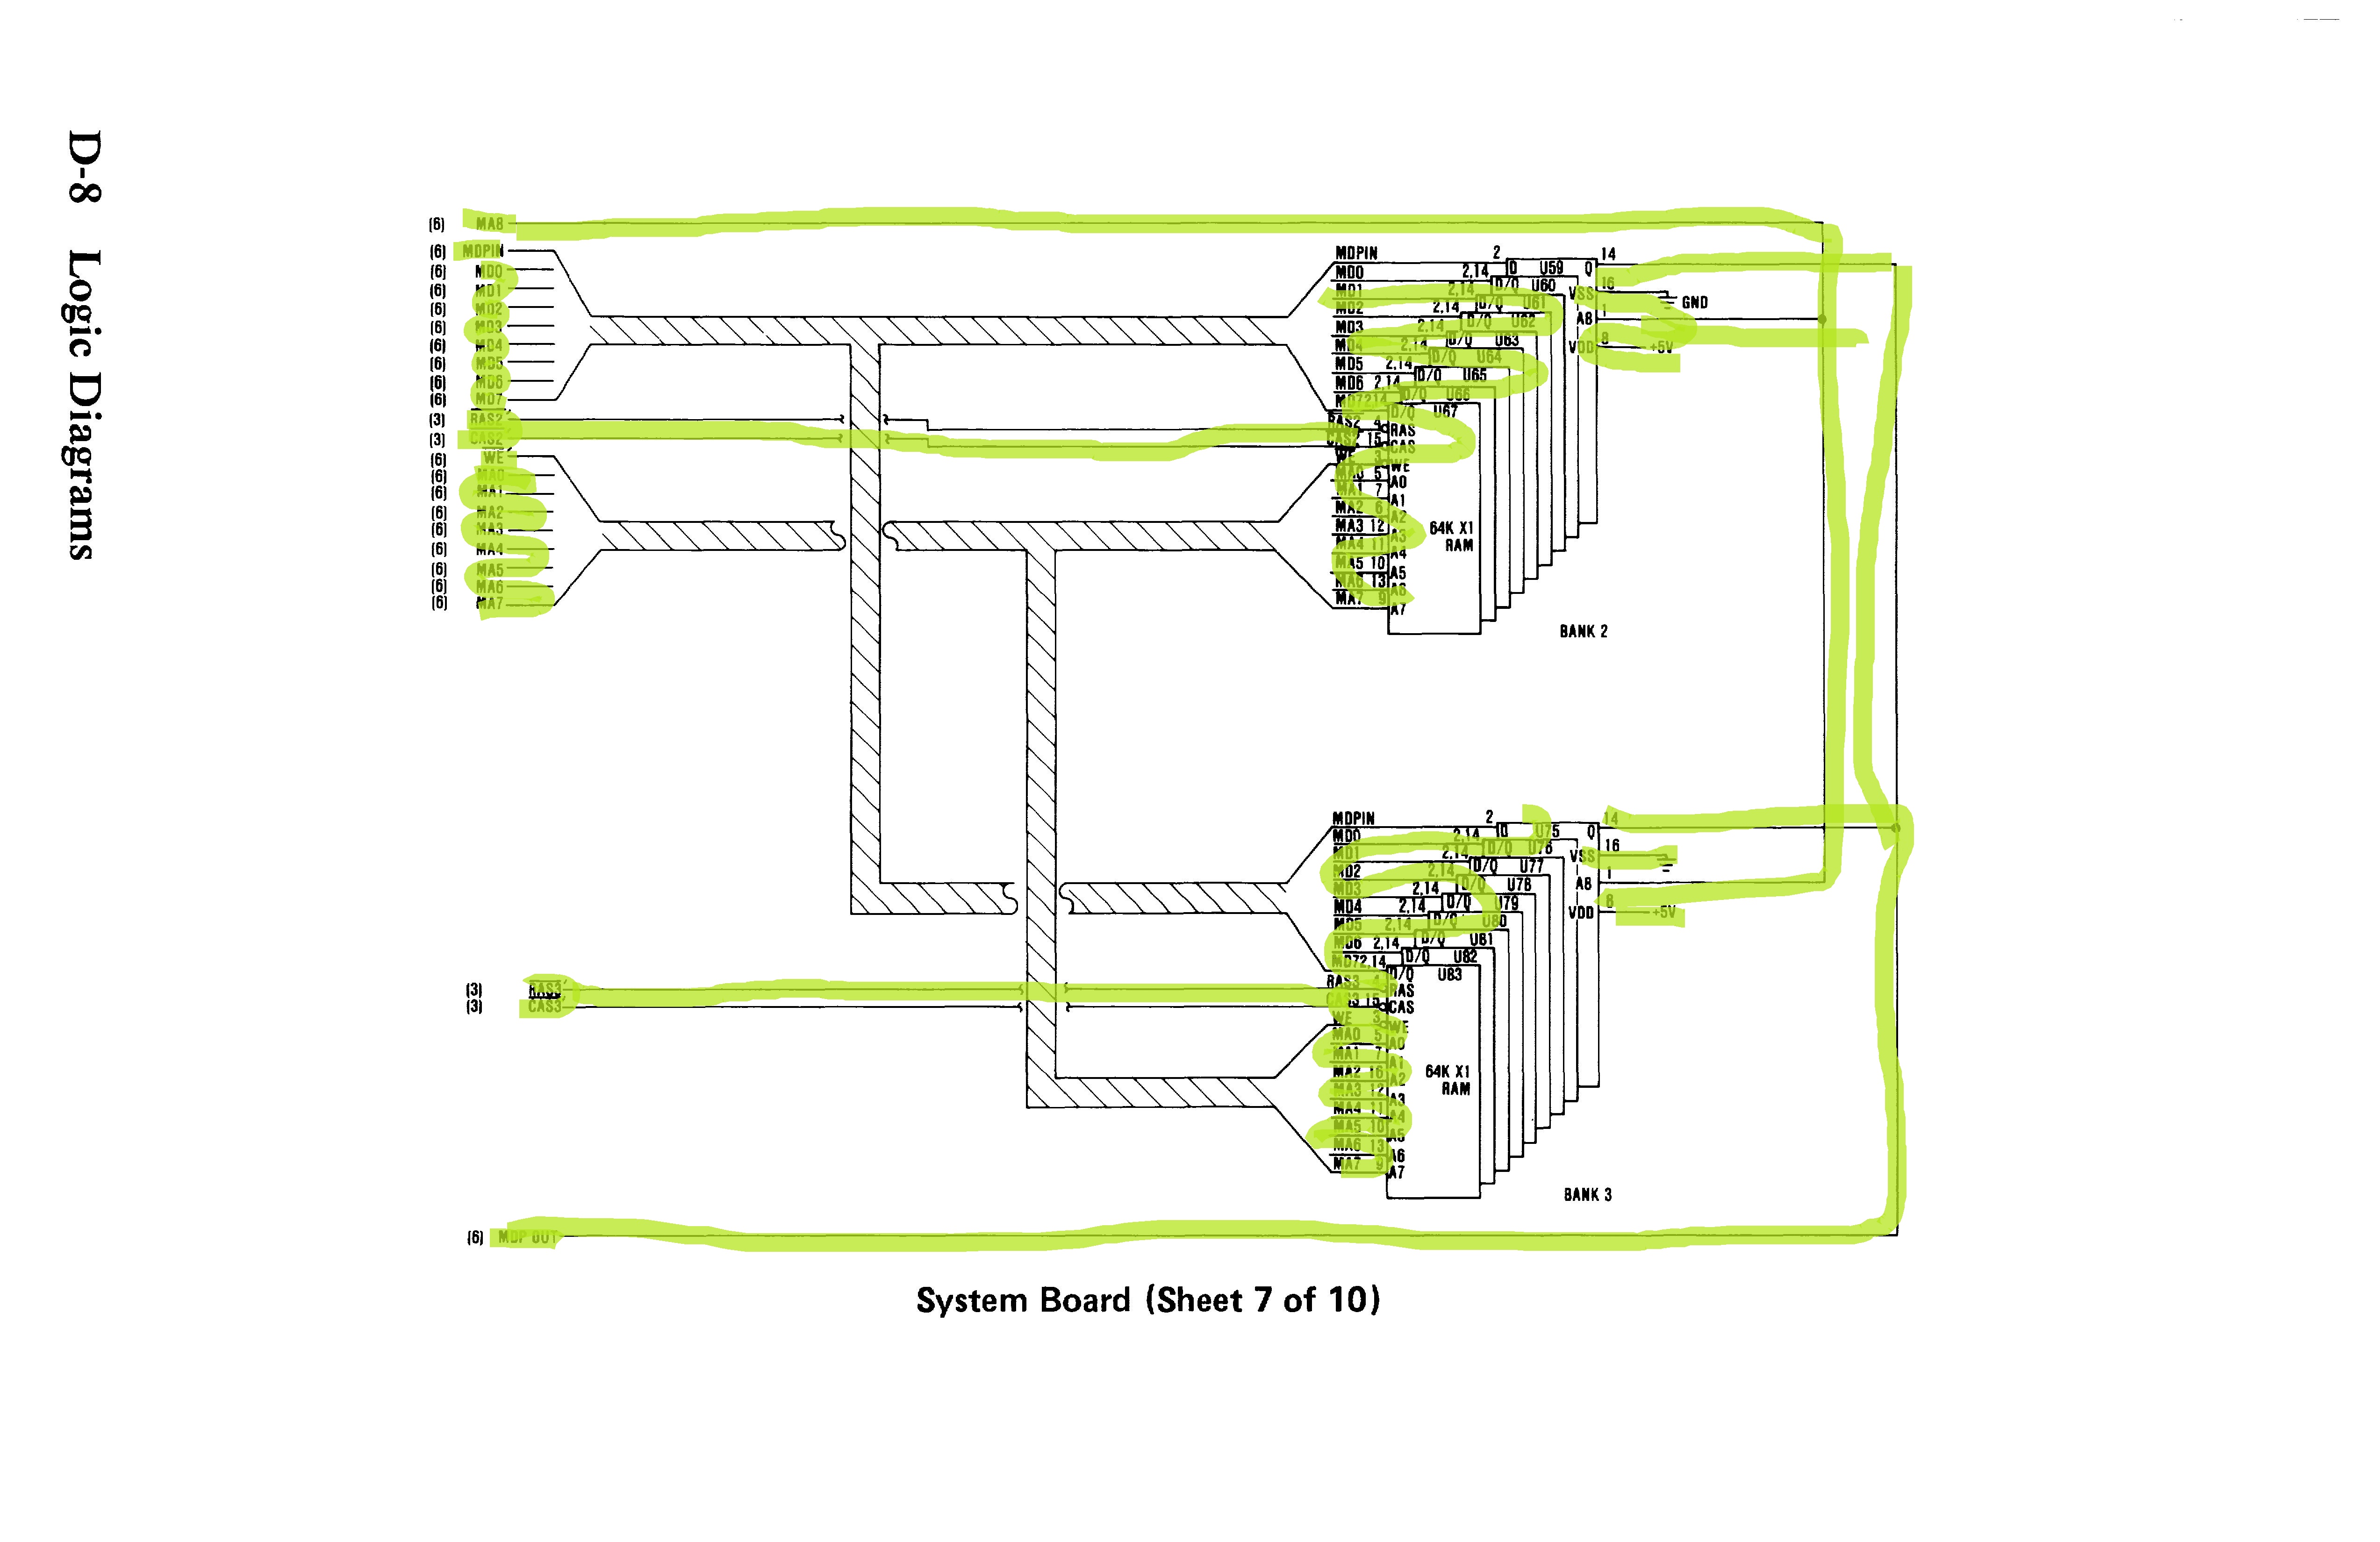 D-8 Logic Diagrams
(6) MA8
(6) MDPIN
(6) MD0
(6) MD1
(6) MD2
(6) MD3
(6) MD4
(6) MD5
(6) MD6
(6) MD7
(3) RAS2
(3) CAS2
(6) WE
(6) MA0
(6) MA1
(6) MA2
(6) MA3
(6) MA4
(6) MA5
(6) MA6
(6) MA7
MDPIN 2 D U59 Q 14
MD0 2,14 D/Q U60 VSS 16 GND
MD1 2,14 D/Q U61 A8 1
MD2 2,14 D/Q U62
MD3 2,14 D/Q U63 VDD 8 +5V
MD4 2,14 D/Q U64
MD5 2,14 D/Q U65
MD6 2,14 D/Q U66
MD7 2,14 D/Q U67
RAS2 4 RAS
CAS2 15 CAS
WE 3 WE
MA0 5 A0
MA1 7 A1
MA2 6 A2
MA3 12 A3
MA4 11 A4
MA5 10 A5
MA6 13 A6
MA7 9 A7
64K X1
RAM
BANK 2
MDPIN 2 D U75 Q 14
MD0 2,14 D/Q U76 VSS 16
MD1 2,14 D/Q U77 A8 1
MD2 2,14 D/Q U78
MD3 2,14 D/Q U79 VDD 8 +5V
MD4 2,14 D/Q U80
MD5 2,14 D/Q U81
MD6 2,14 D/Q U82
MD7 2,14 D/Q U83
(3) RAS3
(3) CAS3
RAS3 4 RAS
CAS3 15 CAS
WE 3 WE
MA0 5 A0
MA1 7 A1
MA2 16 A2
MA3 12 A3
MA4 11 A4
MA5 10 A5
MA6 13 A6
MA7 9 A7
64K X1
RAM
BANK 3
(6) MDP OUT
System Board (Sheet 7 of 10)